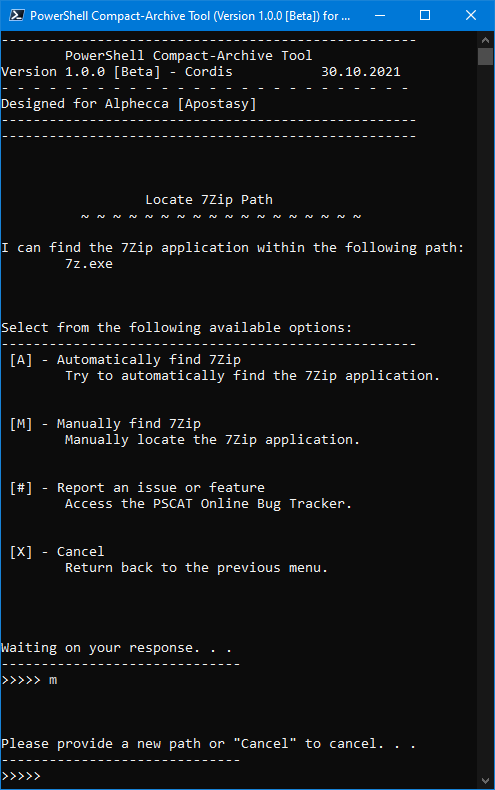 PowerShell Compact-Archive Tool (Version 1.0.0 [Beta]) for ...
----------------------------------------------------
PowerShell Compact-Archive Tool
Version 1.0.0 [Beta] - Cordis 30.10.2021
- - - - - - - - - - - - - - - - - - - - - - - - - -
Designed for Alphecca [Apostasy]
----------------------------------------------------
----------------------------------------------------
Locate 7Zip Path
~ ~ ~ ~ ~ ~ ~ ~ ~ ~ ~ ~ ~ ~ ~ ~ ~ ~
I can find the 7Zip application within the following path:
7z.exe
Select from the following available options:
----------------------------------------------------
[A] - Automatically find 7Zip
Try to automatically find the 7Zip application.
[M] - Manually find 7Zip
Manually locate the 7Zip application.
[#] - Report an issue or feature
Access the PSCAT Online Bug Tracker.
[X] - Cancel
Return back to the previous menu.
Waiting on your response. . .
------------------------------
>>>>> m
Please provide a new path or "Cancel" to cancel. . .
------------------------------
>>>>>